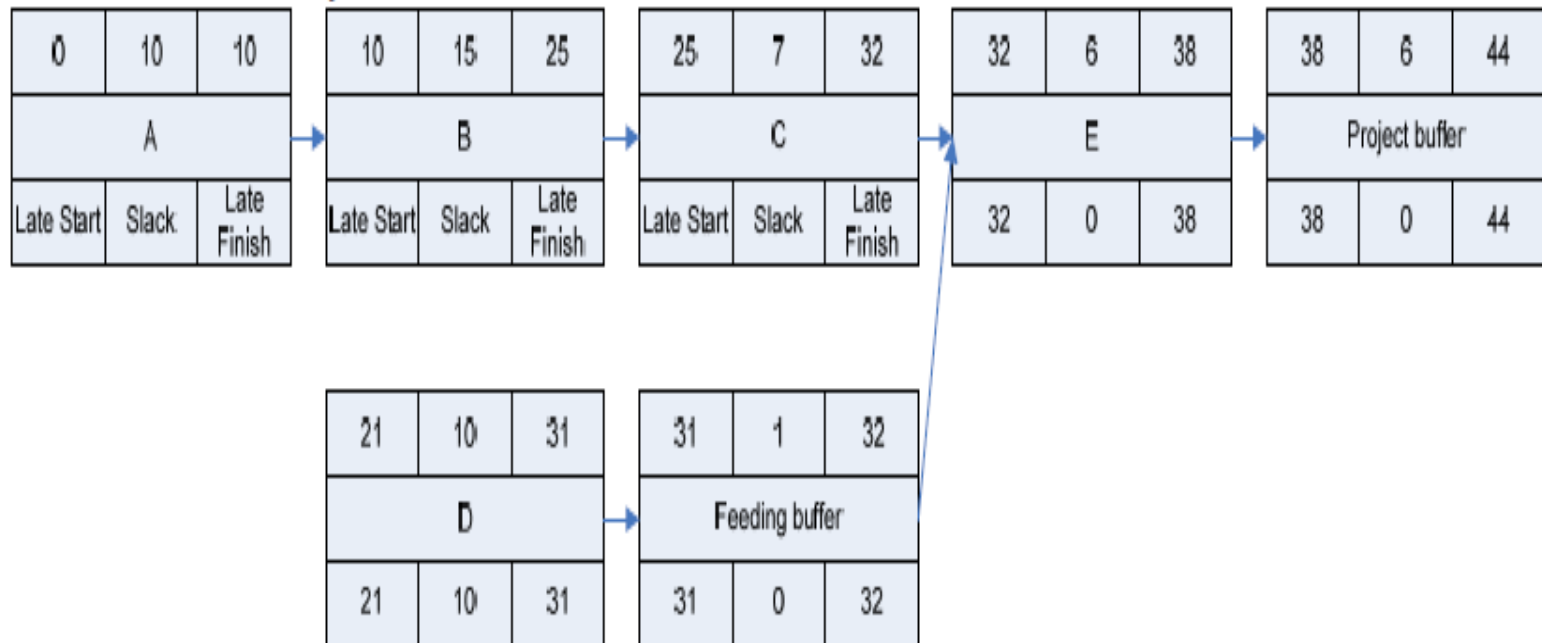 0 10 10 10 15 25 25 7 32 32 6 38 38 6 44
A B C E Project buffer
Late Start Slack Late Finish Late Start Slack Late Finish Late Start Slack Late Finish 32 0 38 38 0 44
21 10 31 31 1 32
D Feeding buffer
21 10 31 31 0 32